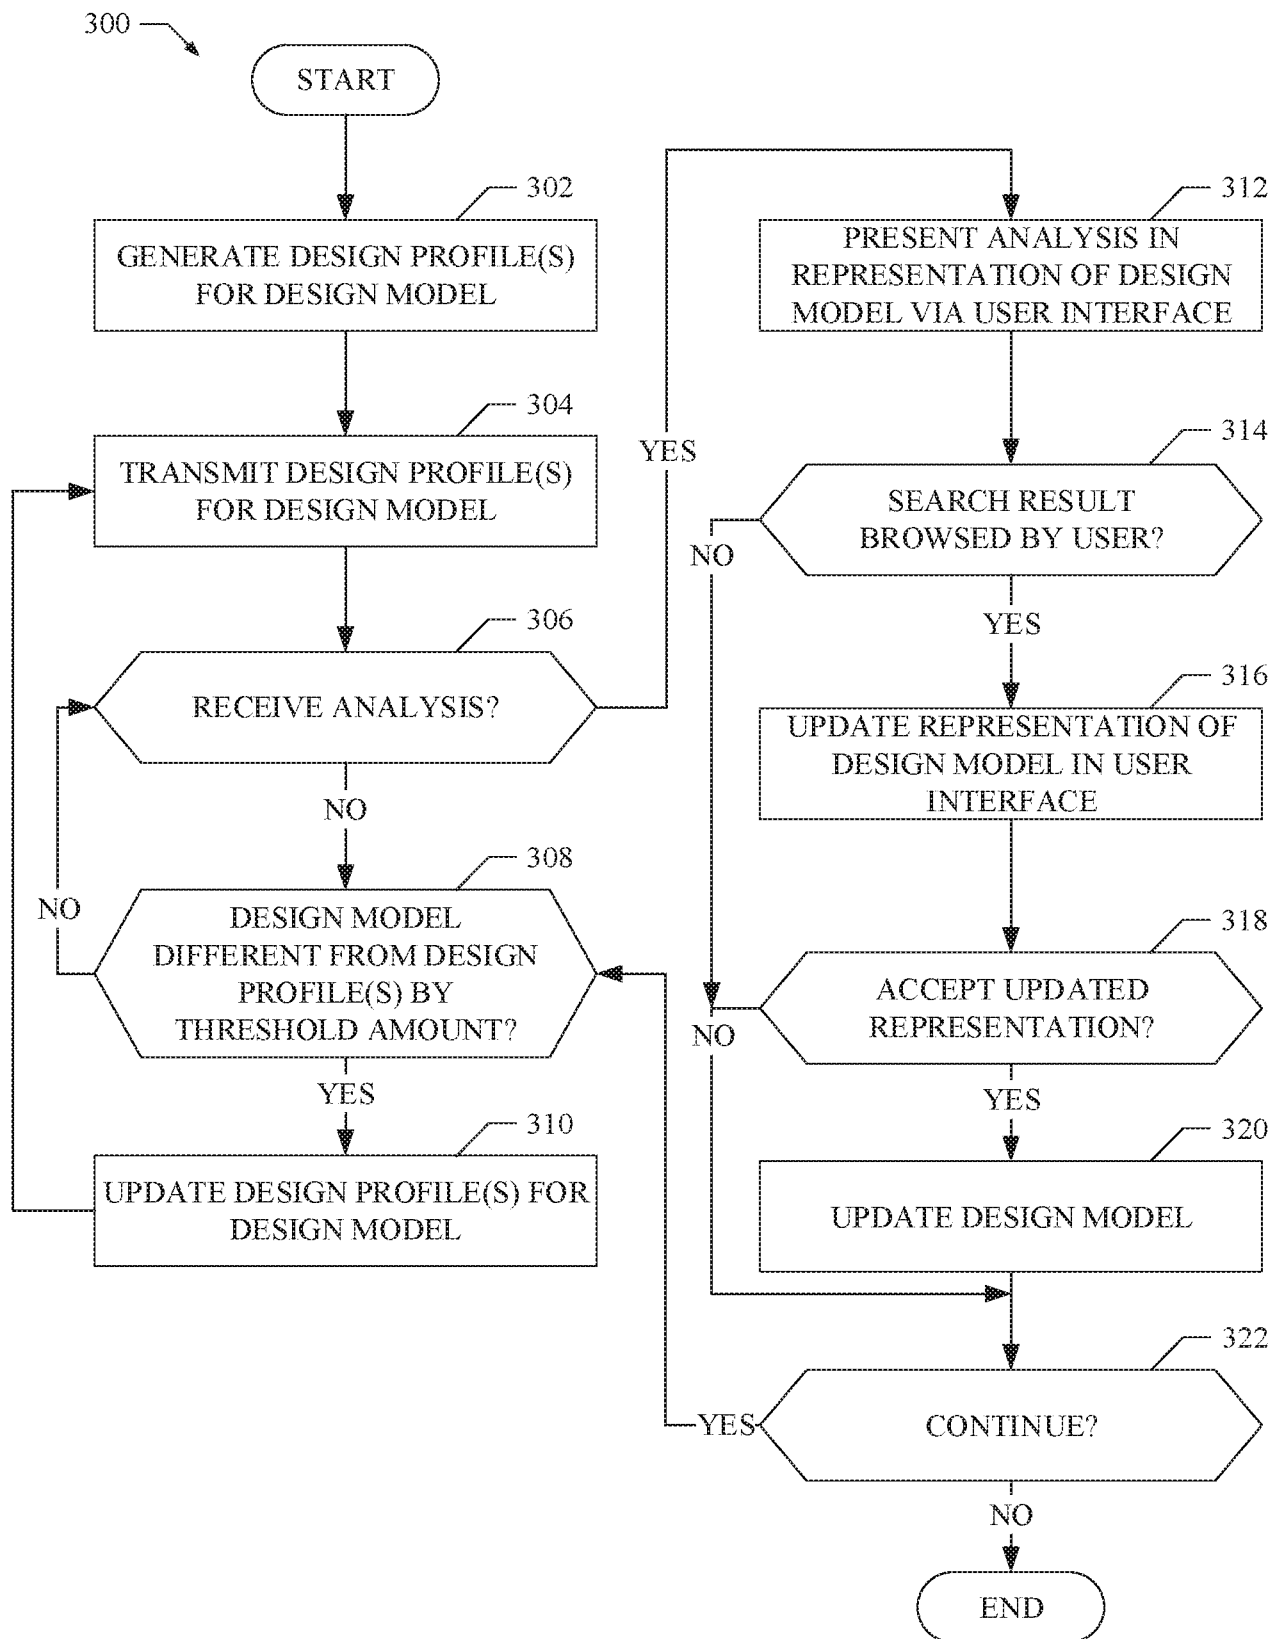 300
START
302
GENERATE DESIGN PROFILE(S)
FOR DESIGN MODEL
304
TRANSMIT DESIGN PROFILE(S)
FOR DESIGN MODEL
306
RECEIVE ANALYSIS?
YES
NO
308
DESIGN MODEL
DIFFERENT FROM DESIGN
PROFILE(S) BY
THRESHOLD AMOUNT?
NO
YES
310
UPDATE DESIGN PROFILE(S) FOR
DESIGN MODEL
312
PRESENT ANALYSIS IN
REPRESENTATION OF DESIGN
MODEL VIA USER INTERFACE
314
SEARCH RESULT
BROWSED BY USER?
NO
YES
316
UPDATE REPRESENTATION OF
DESIGN MODEL IN USER
INTERFACE
318
ACCEPT UPDATED
REPRESENTATION?
NO
YES
320
UPDATE DESIGN MODEL
322
CONTINUE?
YES
NO
END